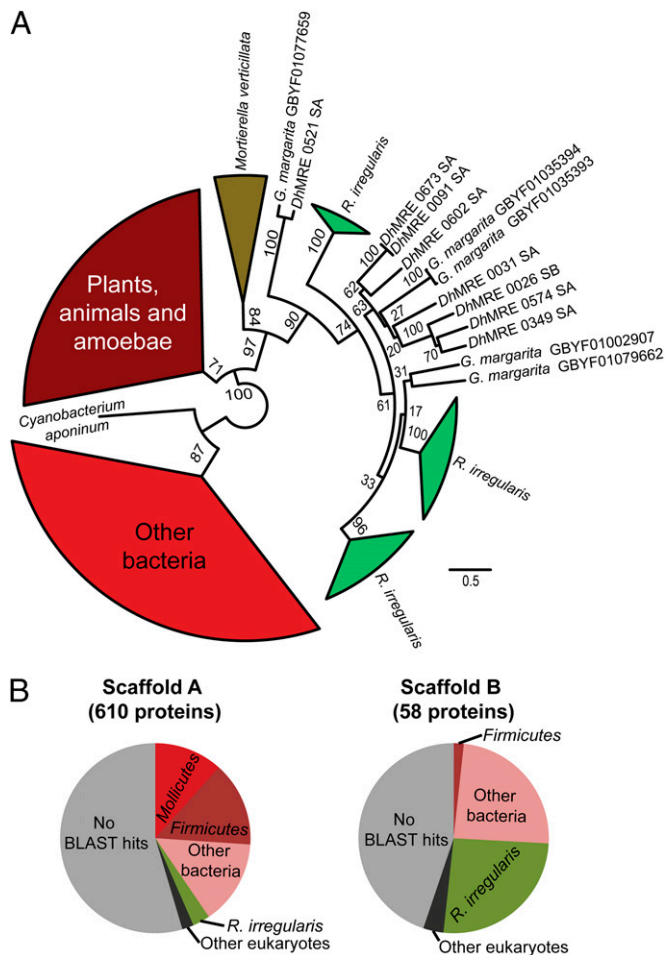 A
Mortierella verticillata
G. margarita GBYF01077659
DhMRE 0521 SA
R. irregularis
DhMRE 0673 SA
DhMRE 0091 SA
DhMRE 0602 SA
G. margarita GBYF01035394
G. margarita GBYF01035393
DhMRE 0031 SA
DhMRE 0026 SB
DhMRE 0574 SA
DhMRE 0349 SA
G. margarita GBYF01002907
G. margarita GBYF01079662
R. irregularis
R. irregularis
Plants,
animals and
amoebae
Cyanobacterium
aponinum
Other
bacteria
100
100
100
62
63
100
27
100
20
70
31
17
100
61
33
96
74
90
84
76
71
100
87
0.5
B
Scaffold A
(610 proteins)
Mollicutes
Firmicutes
Other
bacteria
No
BLAST hits
R. irregularis
Other eukaryotes
Scaffold B
(58 proteins)
Firmicutes
Other
bacteria
No
BLAST hits
R. irregularis
Other eukaryotes